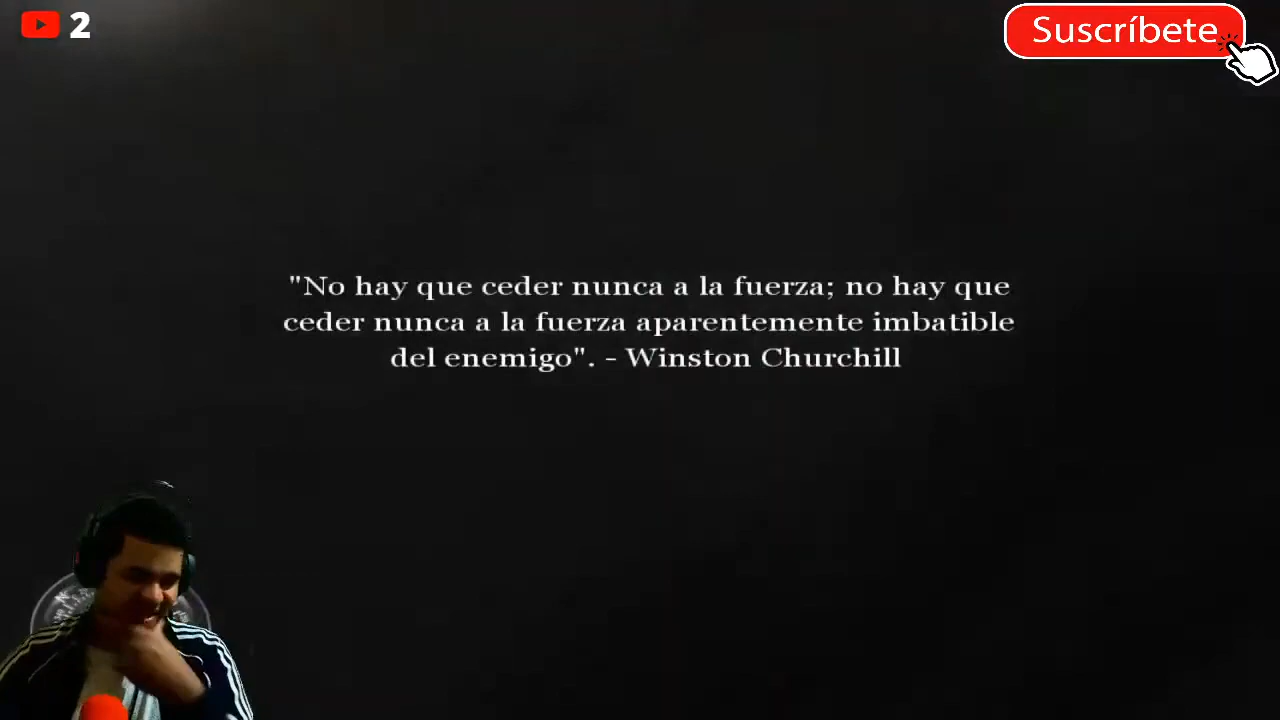 2
Suscríbete
"No hay que ceder nunca a la fuerza; no hay que
ceder nunca a la fuerza aparentemente imbatible
del enemigo". - Winston Churchill